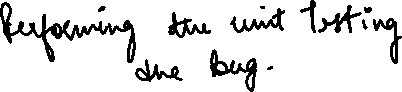 Performing the unit testing
the bug.